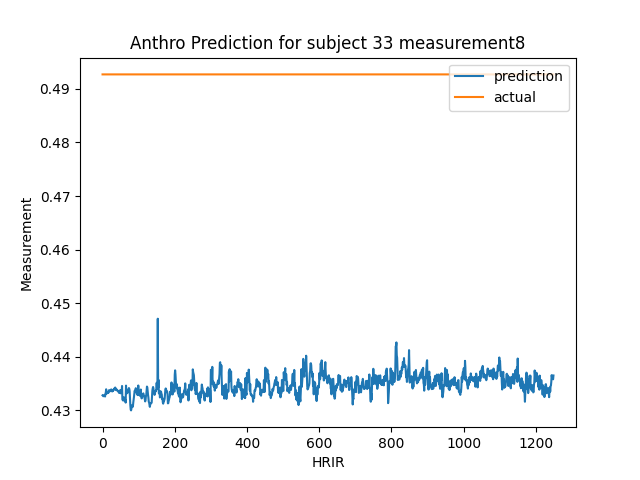 Anthro Prediction for subject 33 measurement8
prediction
actual
0.49
0.48
0.47
0.46
0.45
0.44
0.43
Measurement
0
200
400
600
800
1000
1200
HRIR